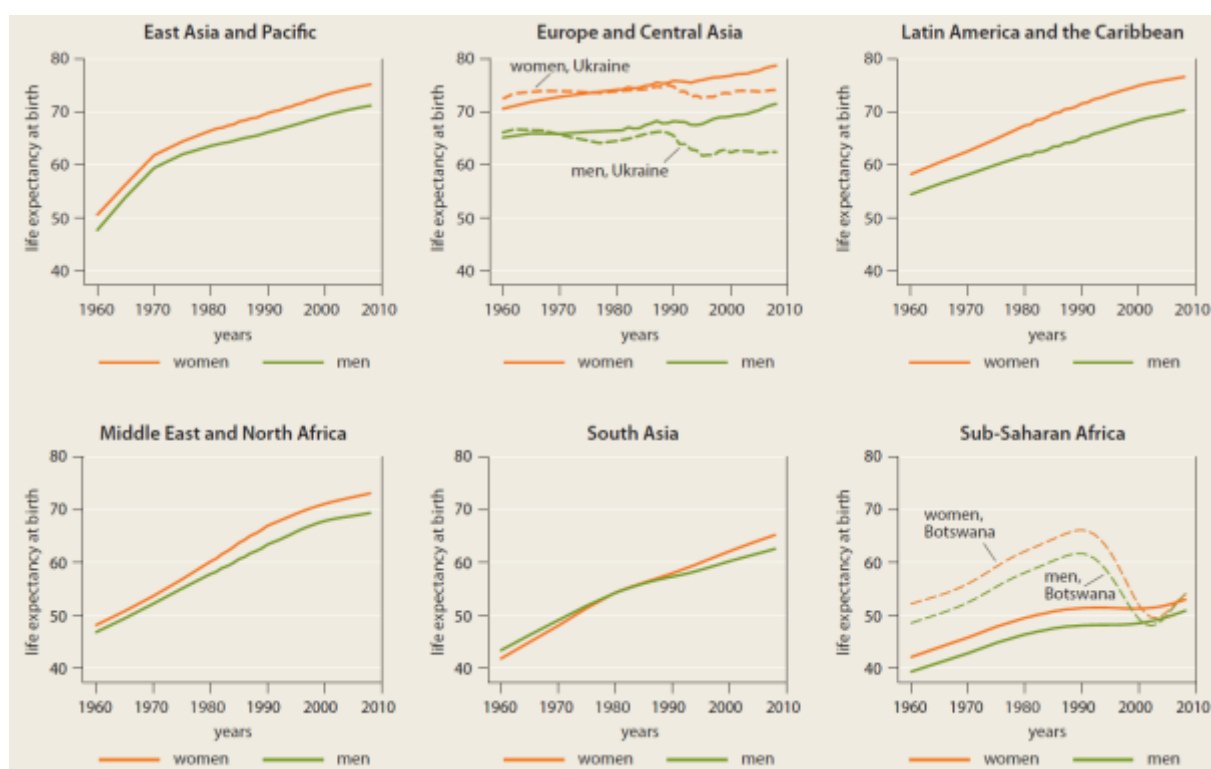 East Asia and Pacific
life expectancy at birth
80
70
60
50
40
1960 1970 1980 1990 2000 2010
years
women men
Europe and Central Asia
life expectancy at birth
80
70
60
50
40
women, Ukraine
men, Ukraine
1960 1970 1980 1990 2000 2010
years
women men
Latin America and the Caribbean
life expectancy at birth
80
70
60
50
40
1960 1970 1980 1990 2000 2010
years
women men
Middle East and North Africa
life expectancy at birth
80
70
60
50
40
1960 1970 1980 1990 2000 2010
years
women men
South Asia
life expectancy at birth
80
70
60
50
40
1960 1970 1980 1990 2000 2010
years
women men
Sub-Saharan Africa
life expectancy at birth
80
70
60
50
40
women,
Botswana
men,
Botswana
1960 1970 1980 1990 2000 2010
years
women men